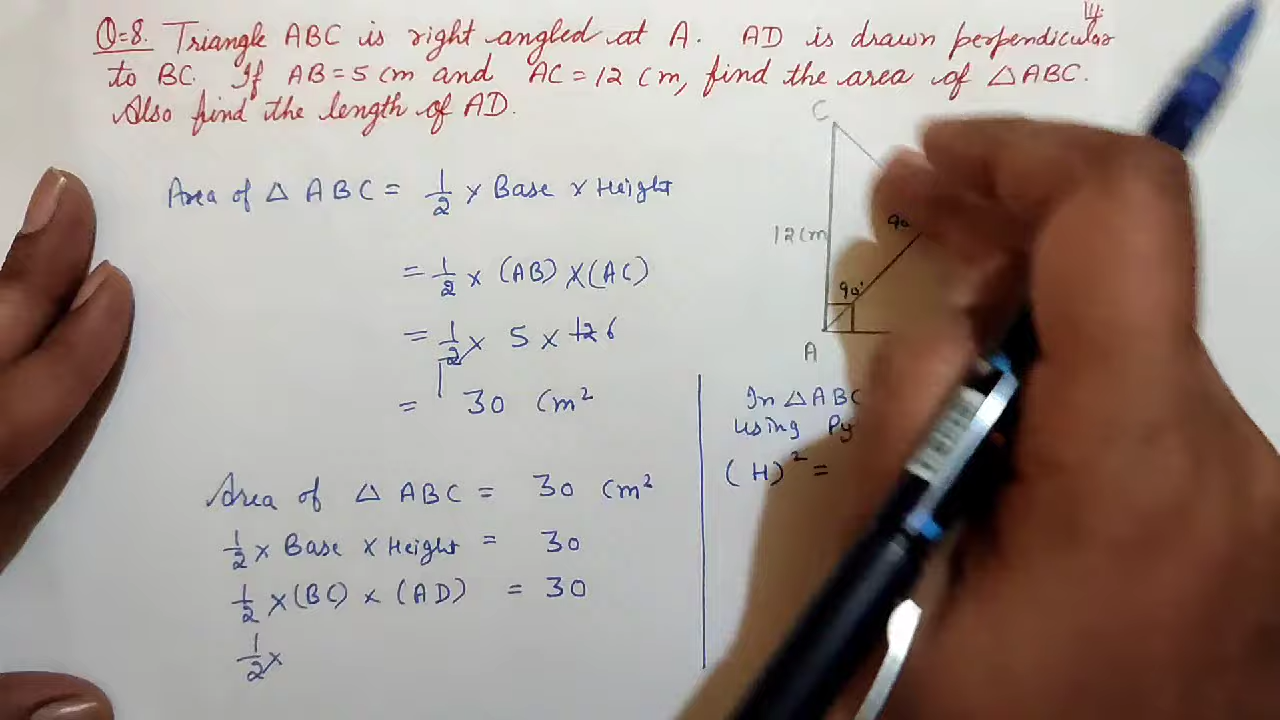 Q=8. Triangle ABC is right angled at A. AD is drawn perpendicular
to BC. If AB=5 cm and AC=12 cm, find the area of △ABC.
Also find the length of AD.
C
Area of △ ABC = 1/2 × Base × Height
12 cm
90
= 1/2 × (AB) × (AC)
90°
= 1/2 × 5 × 12 6
1
A
= 30 cm²
In △ABC
using Py
(H)² =
Area of △ ABC = 30 cm²
1/2 × Base × Height = 30
1/2 × (BC) × (AD) = 30
1/2 ×